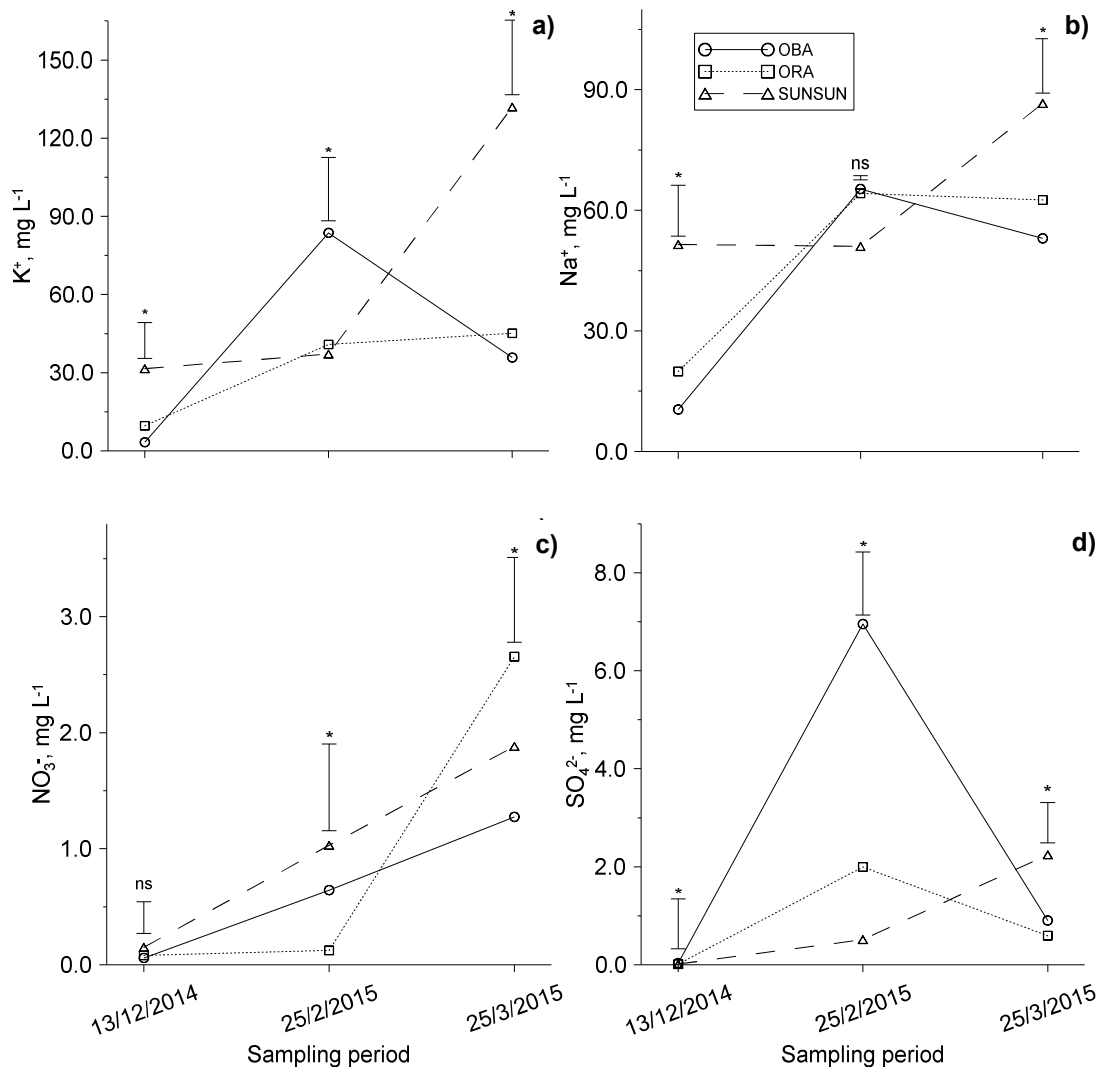 a)
K⁺, mg L⁻¹
150.0
120.0
90.0
60.0
30.0
0.0
*
*
*
b)
Na⁺, mg L⁻¹
90.0
60.0
30.0
0.0
OBA
ORA
SUNSUN
*
ns
*
c)
NO₃⁻, mg L⁻¹
3.0
2.0
1.0
0.0
ns
*
*
13/12/2014
25/2/2015
25/3/2015
Sampling period
d)
SO₄²⁻, mg L⁻¹
8.0
6.0
4.0
2.0
0.0
*
*
*
13/12/2014
25/2/2015
25/3/2015
Sampling period